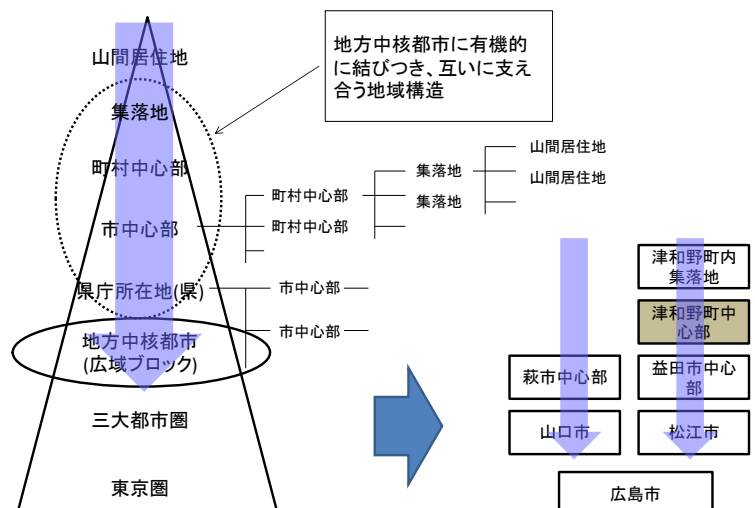 山間居住地
集落地
町村中心部
市中心部
県庁所在地(県)
地方中核都市
(広域ブロック)
三大都市圏
東京圏
地方中核都市に有機的
に結びつき、互いに支え
合う地域構造
町村中心部
町村中心部
集落地
集落地
山間居住地
山間居住地
市中心部
市中心部
津和野町内
集落地
津和野町中
心部
萩市中心部
益田市中心
部
山口市
松江市
広島市